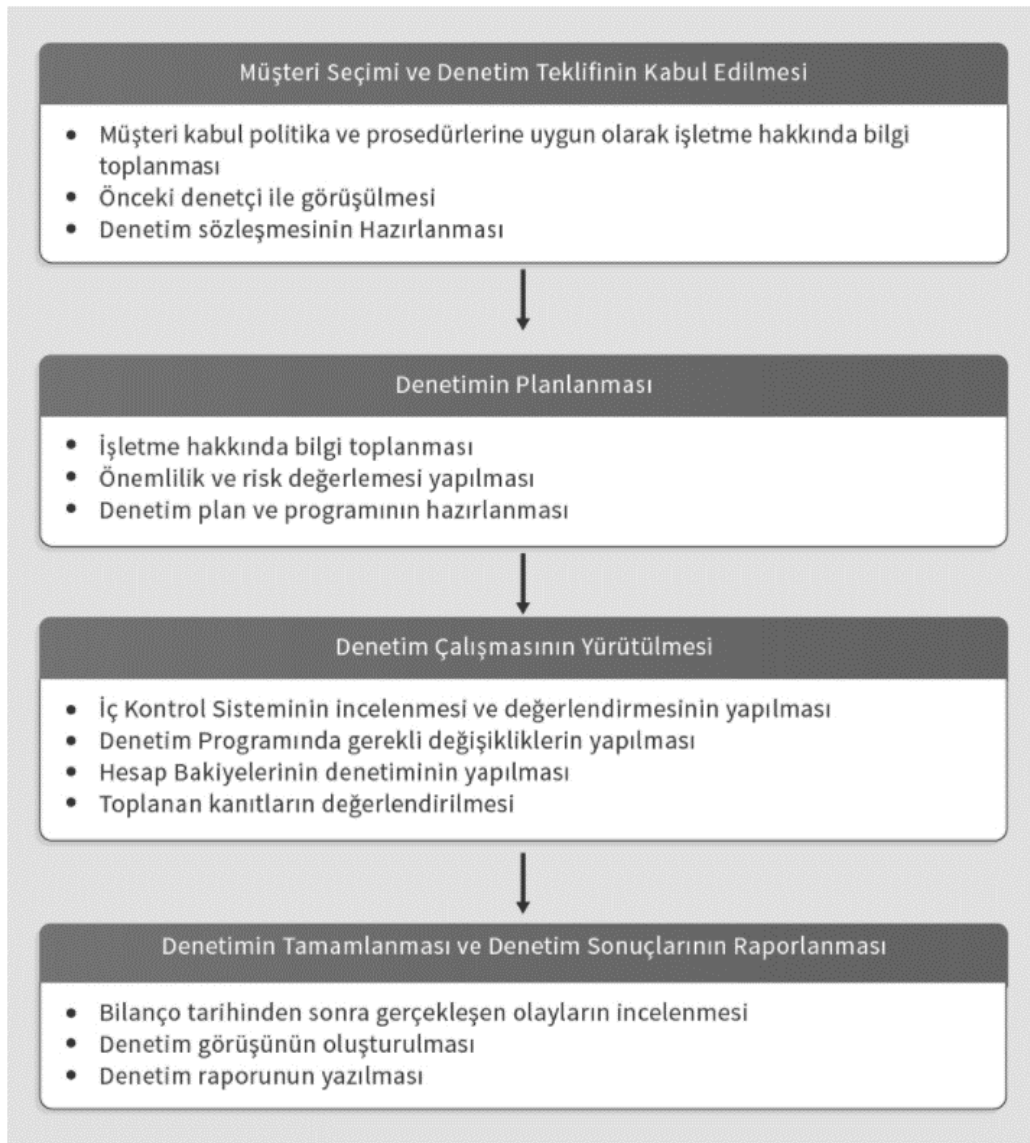 Müşteri Seçimi ve Denetim Teklifinin Kabul Edilmesi
• Müşteri kabul politika ve prosedürlerine uygun olarak işletme hakkında bilgi
toplanması
• Önceki denetçi ile görüşülmesi
• Denetim sözleşmesinin Hazırlanması
Denetimin Planlanması
• İşletme hakkında bilgi toplanması
• Önemlilik ve risk değerlemesi yapılması
• Denetim plan ve programının hazırlanması
Denetim Çalışmasının Yürütülmesi
• İç Kontrol Sisteminin incelenmesi ve değerlendirmesinin yapılması
• Denetim Programında gerekli değişikliklerin yapılması
• Hesap Bakiyelerinin denetiminin yapılması
• Toplanan kanıtların değerlendirilmesi
Denetimin Tamamlanması ve Denetim Sonuçlarının Raporlanması
• Bilanço tarihinden sonra gerçekleşen olayların incelenmesi
• Denetim görüşünün oluşturulması
• Denetim raporunun yazılması